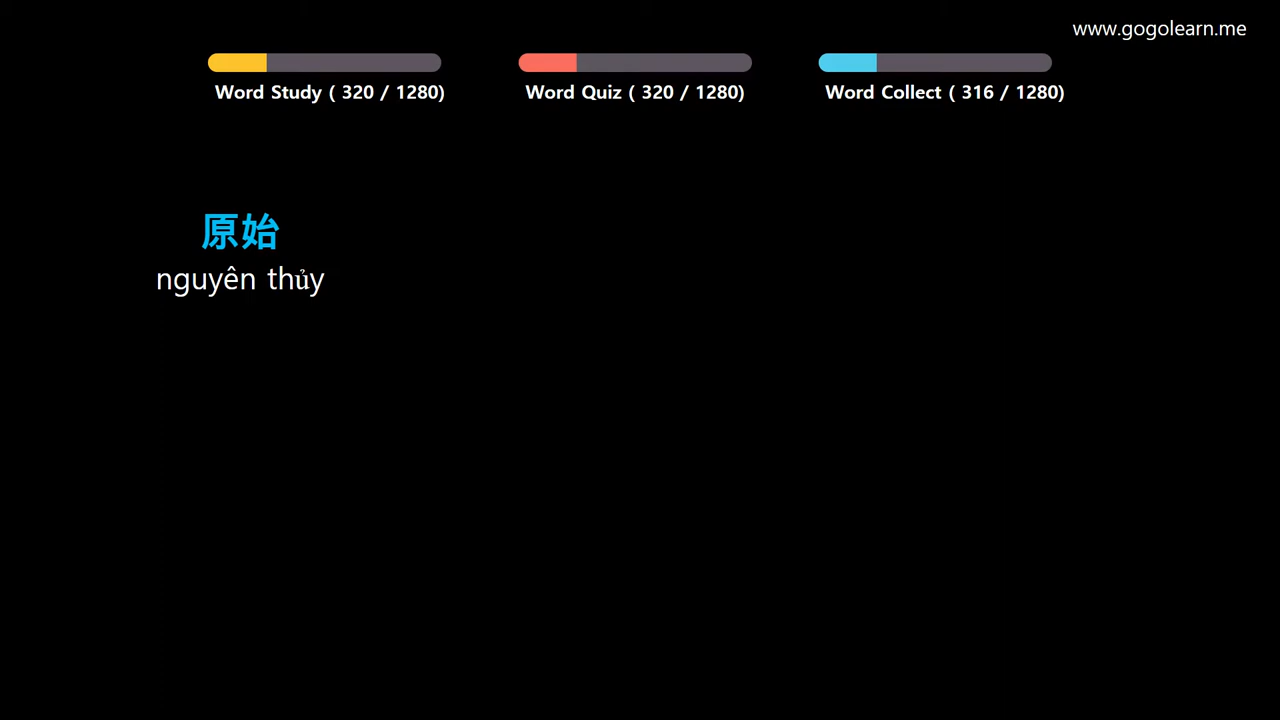 www.gogolearn.me
Word Study ( 320 / 1280)
Word Quiz ( 320 / 1280)
Word Collect ( 316 / 1280)
原始
nguyên thủy